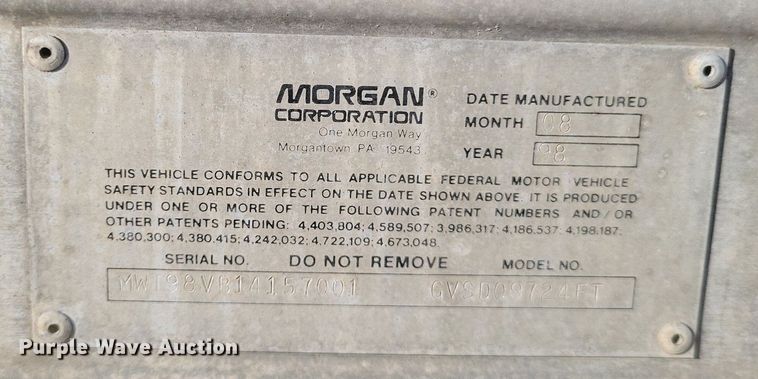 MORGAN®
CORPORATION
One Morgan Way
Morgantown PA 19543
DATE MANUFACTURED
MONTH 08
YEAR 98
THIS VEHICLE CONFORMS TO ALL APPLICABLE FEDERAL MOTOR VEHICLE
SAFETY STANDARDS IN EFFECT ON THE DATE SHOWN ABOVE. IT IS PRODUCED
UNDER ONE OR MORE OF THE FOLLOWING PATENT NUMBERS AND/OR
OTHER PATENTS PENDING: 4,403,804; 4,589,507; 3,986,317; 4,186,537; 4,198,187;
4,380,300; 4,380,415; 4,242,032; 4,722,109; 4,673,048
SERIAL NO. DO NOT REMOVE MODEL NO.
MWT98VB14157001 GVSD09724FT
Purple Wave Auction